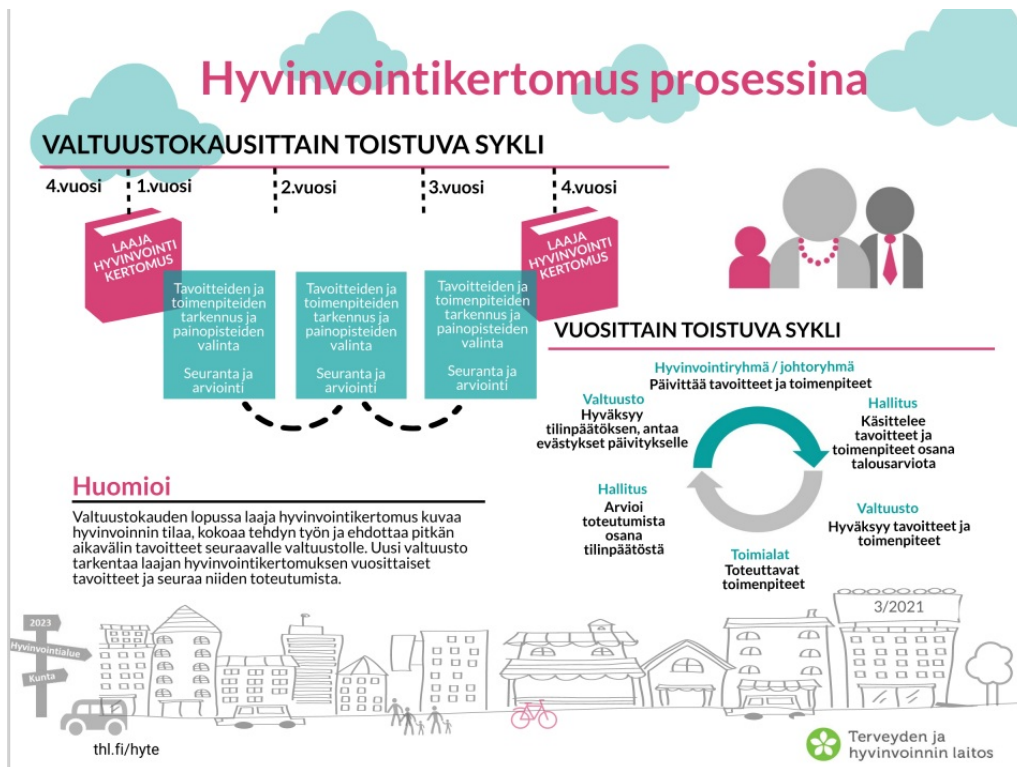 Hyvinvointikertomus prosessina
VALTUUSTOKAUSITTAIN TOISTUVA SYKLI
4.vuosi
1.vuosi
2.vuosi
3.vuosi
4.vuosi
LAAJA
HYVINVOINTI
KERTOMUS
Tavoitteiden ja
toimenpiteiden
tarkennus ja
painopisteiden
valinta
Seuranta ja
arviointi
Tavoitteiden ja
toimenpiteiden
tarkennus ja
painopisteiden
valinta
Seuranta ja
arviointi
Tavoitteiden ja
toimenpiteiden
tarkennus ja
painopisteiden
valinta
Seuranta ja
arviointi
LAAJA
HYVINVOINTI
KERTOMUS
VUOSITTAIN TOISTUVA SYKLI
Hyvinvointiryhmä / johtoryhmä
Päivittää tavoitteet ja toimenpiteet
Hallitus
Käsittelee
tavoitteet ja
toimenpiteet osana
talousarviota
Valtuusto
Hyväksyy tavoitteet ja
toimenpiteet
Toimialat
Toteuttavat
toimenpiteet
Hallitus
Arvioi
toteutumista
osana
tilinpäätöstä
Valtuusto
Hyväksyy
tilinpäätöksen, antaa
evästykset päivitykselle
Huomioi
Valtuustokauden lopussa laaja hyvinvointikertomus kuvaa
hyvinvoinnin tilaa, kokoaa tehdyn työn ja ehdottaa pitkän
aikavälin tavoitteet seuraavalle valtuustolle. Uusi valtuusto
tarkentaa laajan hyvinvointikertomuksen vuosittaiset
tavoitteet ja seuraa niiden toteutumista.
2023
Hyvinvointialue
Kunta
3/2021
thl.fi/hyte
Terveyden ja
hyvinvoinnin laitos